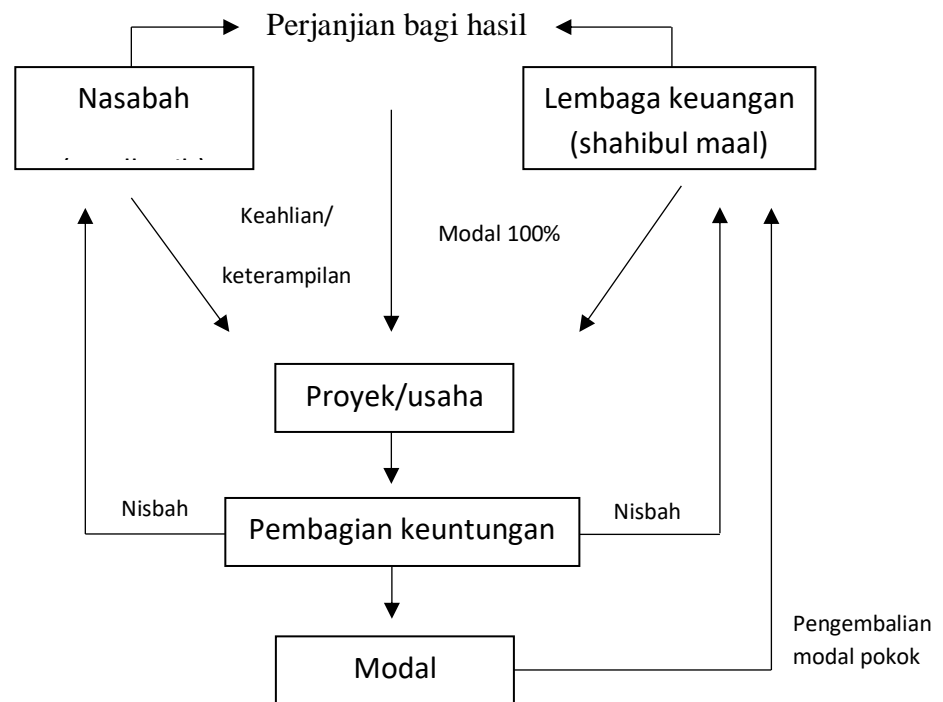 Perjanjian bagi hasil
Nasabah
Lembaga keuangan
(shahibul maal)
Keahlian/
keterampilan
Modal 100%
Proyek/usaha
Nisbah
Pembagian keuntungan
Nisbah
Modal
Pengembalian
modal pokok